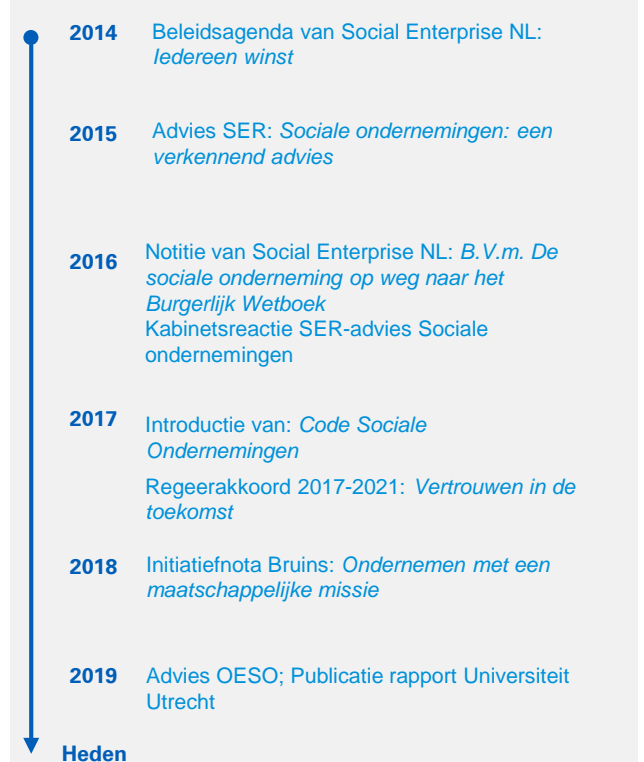 2014 Beleidsagenda van Social Enterprise NL:
Iedereen winst
2015 Advies SER: Sociale ondernemingen: een
verkennend advies
2016 Notitie van Social Enterprise NL: B.V.m. De
sociale onderneming op weg naar het
Burgerlijk Wetboek
Kabinetsreactie SER-advies Sociale
ondernemingen
2017 Introductie van: Code Sociale
Ondernemingen
Regeerakkoord 2017-2021: Vertrouwen in de
toekomst
2018 Initiatiefnota Bruins: Ondernemen met een
maatschappelijke missie
2019 Advies OESO; Publicatie rapport Universiteit
Utrecht
Heden